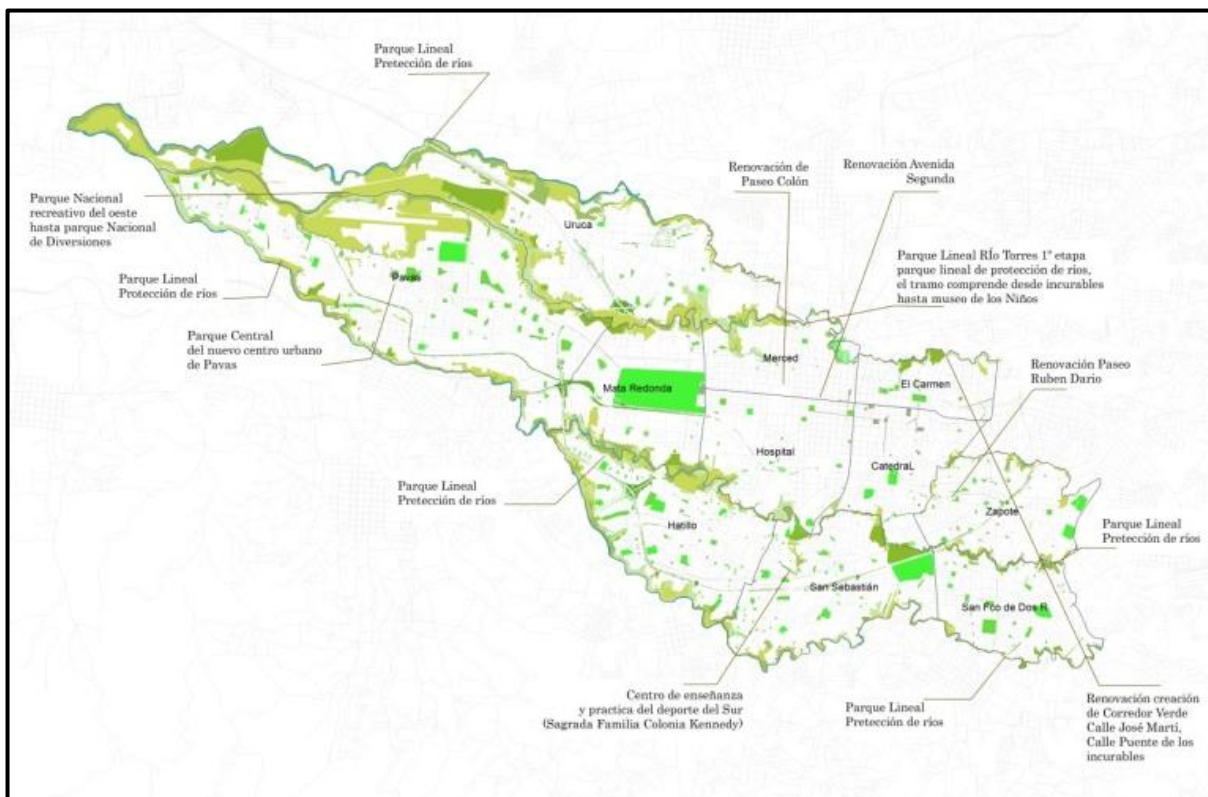 Parque Lineal
Pretección de ríos
Renovación de
Paseo Colón
Renovación Avenida
Segunda
Parque Nacional
recreativo del oeste
hasta parque Nacional
de Diversiones
Uruca
Parque Lineal RÍo Torres 1ª etapa
parque lineal de protección de ríos,
el tramo comprende desde incurables
hasta museo de los Niños
Parque Lineal
Protección de ríos
Pavas
Parque Central
del nuevo centro urbano
de Pavas
Merced
Renovación Paseo
Ruben Dario
El Carmen
Mata Redonda
Hospital
CatedraL
Parque Lineal
Pretección de ríos
Zapote
Hatillo
Parque Lineal
Pretección de ríos
San Sebastián
San Fco de Dos R.
Centro de enseñanza
y practica del deporte del Sur
(Sagrada Familia Colonia Kennedy)
Parque Lineal
Pretección de ríos
Renovación creación
de Corredor Verde
Calle José Martí,
Calle Puente de los
incurables